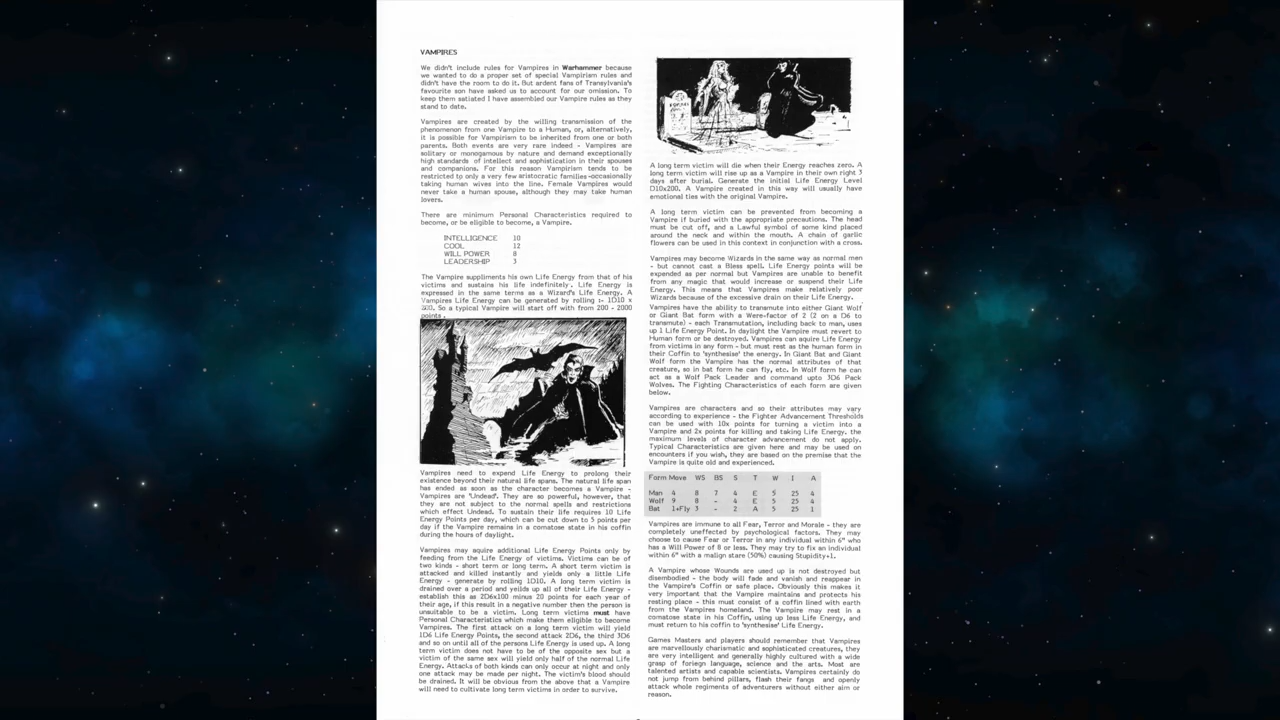 VAMPIRES
We didn't include rules for Vampires in Warhammer because
we wanted to do a proper set of special Vampirism rules and
didn't have the room to do it. But ardent fans of Transylvania's
favourite son have asked us to account for our omission. To
keep them satiated I have assembled our Vampire rules as they
stand to date.
Vampires are created by the willing transmission of the
phenomenon from one Vampire to a Human, or, alternatively,
it is possible for Vampirism to be inherited from one or both
parents. Both events are very rare indeed - Vampires are
solitary or monogamous by nature and demand exceptionally
high standards of intellect and sophistication in their spouses
and companions. For this reason Vampirism tends to be
restricted to only a very few aristocratic families -occasionally
taking human wives into the line. Female Vampires would
never take a human spouse, although they may take human
lovers.
There are minimum Personal Characteristics required to
become, or be eligible to become, a Vampire.
INTELLIGENCE 10
COOL 12
WILL POWER 8
LEADERSHIP 3
The Vampire suppliments his own Life Energy from that of his
victims and sustains his life indefinitely. Life Energy is
expressed in the same terms as a Wizard's Life Energy. A
Vampires Life Energy can be generated by rolling :- 1D10 x
200. So a typical Vampire will start off with from 200 - 2000
points.
Vampires need to expend Life Energy to prolong their
existence beyond their natural life spans. The natural life span
has ended as soon as the character becomes a Vampire -
Vampires are 'Undead'. They are so powerful, however, that
they are not subject to the normal spells and restrictions
which effect Undead. To sustain their life requires 10 Life
Energy Points per day, which can be cut down to 5 points per
day if the Vampire remains in a comatose state in his coffin
during the hours of daylight.
Vampires may aquire additional Life Energy Points only by
feeding from the Life Energy of victims. Victims can be of
two kinds - short term or long term. A short term victim is
attacked and killed instantly and yields only a little Life
Energy - generate by rolling 1D10. A long term victim is
drained over a period and yeilds up all of their Life Energy -
establish this as 2D6x100 minus 20 points for each year of
their age, if this result in a negative number then the person is
unsuitable to be a victim. Long term victims must have
Personal Characteristics which make them eligible to become
Vampires. The first attack on a long term victim will yield
1D6 Life Energy Points, the second attack 2D6, the third 3D6
and so on until all of the persons Life Energy is used up. A long
term victim does not have to be of the opposite sex but a
victim of the same sex will yield only half of the normal Life
Energy. Attacks of both kinds can only occur at night and only
one attack may be made per night. The victim's blood should
be drained. It will be obvious from the above that a Vampire
will need to cultivate long term victims in order to survive.
A long term victim will die when their Energy reaches zero. A
long term victim will rise up as a Vampire in their own right 3
days after burial. Generate the initial Life Energy Level
D10x200. A Vampire created in this way will usually have
emotional ties with the original Vampire.
A long term victim can be prevented from becoming a
Vampire if buried with the appropriate precautions. The head
must be cut off, and a Lawful symbol of some kind placed
around the neck and within the mouth. A chain of garlic
flowers can be used in this context in conjunction with a cross.
Vampires may become Wizards in the same way as normal men
- but cannot cast a Bless spell. Life Energy points will be
expended as per normal but Vampires are unable to benefit
from any magic that would increase or suspend their Life
Energy. This means that Vampires make relatively poor
Wizards because of the excessive drain on their Life Energy.
Vampires have the ability to transmute into either Giant Wolf
or Giant Bat form with a Were-factor of 2 (2 on a D6 to
transmute) - each Transmutation, including back to man, uses
up 1 Life Energy Point. In daylight the Vampire must revert to
Human form or be destroyed. Vampires can aquire Life Energy
from victims in any form - but must rest as the human form in
their Coffin to 'synthesise' the energy. In Giant Bat and Giant
Wolf form the Vampire has the normal attributes of that
creature, so in bat form he can fly, etc. In Wolf form he can
act as a Wolf Pack Leader and command upto 3D6 Pack
Wolves. The Fighting Characteristics of each form are given
below.
Vampires are characters and so their attributes may vary
according to experience - the Fighter Advancement Thresholds
can be used with 10x points for turning a victim into a
Vampire and 2x points for killing and taking Life Energy, the
maximum levels of character advancement do not apply.
Typical Characteristics are given here and may be used on
encounters if you wish, they are based on the premise that the
Vampire is quite old and experienced.
Form Move WS BS S T W I A
Man 4 8 7 4 E 5 25 4
Wolf 9 8 - 4 E 5 25 4
Bat 1+Fly 3 - 2 A 5 25 1
Vampires are immune to all Fear, Terror and Morale - they are
completely uneffected by psychological factors. They may
choose to cause Fear or Terror in any individual within 6" who
has a Will Power of 8 or less. They may try to fix an individual
within 6" with a malign stare (50%) causing Stupidity+1.
A Vampire whose Wounds are used up is not destroyed but
disembodied - the body will fade and vanish and reappear in
the Vampire's Coffin or safe place. Obviously this makes it
very important that the Vampire maintains and protects his
resting place - this must consist of a coffin lined with earth
from the Vampires homeland. The Vampire may rest in a
comatose state in his Coffin, using up less Life Energy, and
must return to his coffin to 'synthesise' Life Energy.
Games Masters and players should remember that Vampires
are marvellously charismatic and sophisticated creatures, they
are very intelligent and generally highly cultured with a wide
grasp of foriegn language, science and the arts. Most are
talented artists and capable scientists. Vampires certainly do
not jump from behind pillars, flash their fangs and openly
attack whole regiments of adventurers without either aim or
reason.